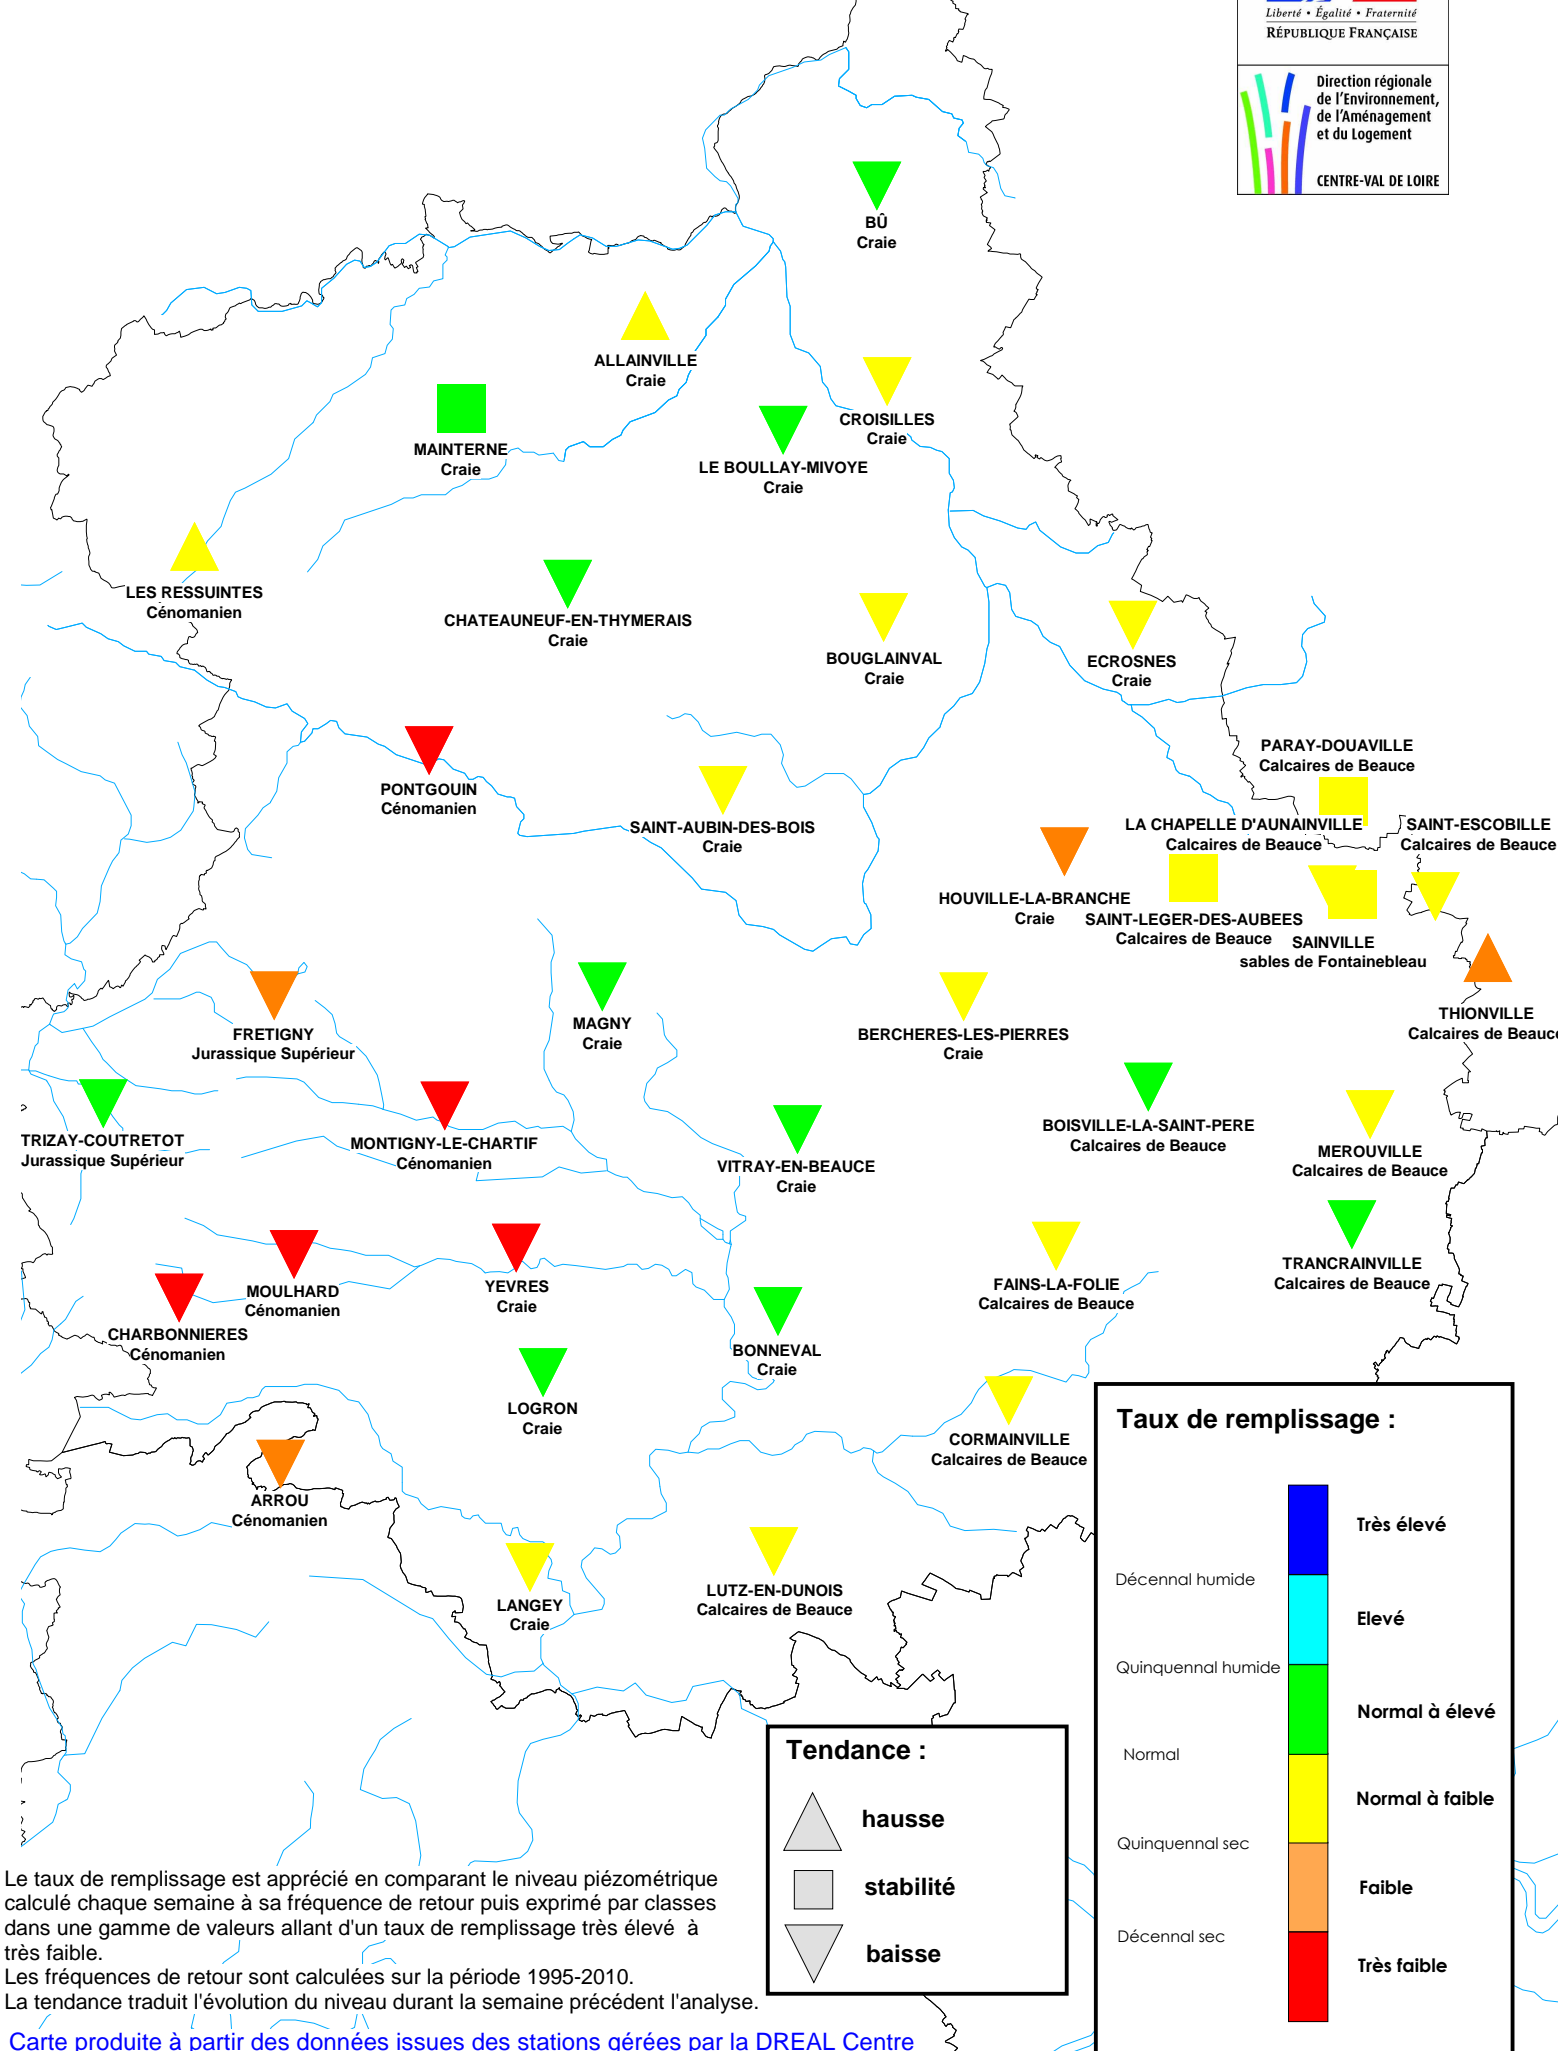 Liberté • Égalité • Fraternité
RÉPUBLIQUE FRANÇAISE
Direction régionale
de l'Environnement,
de l'Aménagement
et du Logement
CENTRE-VAL DE LOIRE
BÛ
Craie
ALLAINVILLE
Craie
CROISILLES
Craie
MAINTERNE
Craie
LE BOULLAY-MIVOYE
Craie
LES RESSUINTES
Cénomanien
CHATEAUNEUF-EN-THYMERAIS
Craie
BOUGLAINVAL
Craie
ECROSNES
Craie
PARAY-DOUAVILLE
Calcaires de Beauce
PONTGOUIN
Cénomanien
SAINT-AUBIN-DES-BOIS
Craie
LA CHAPELLE D'AUNAINVILLE
Calcaires de Beauce
SAINT-ESCOBILLE
Calcaires de Beauce
HOUVILLE-LA-BRANCHE
Craie
SAINT-LEGER-DES-AUBEES
Calcaires de Beauce
SAINVILLE
sables de Fontainebleau
FRETIGNY
Jurassique Supérieur
MAGNY
Craie
BERCHERES-LES-PIERRES
Craie
THIONVILLE
Calcaires de Beauce
TRIZAY-COUTRETOT
Jurassique Supérieur
MONTIGNY-LE-CHARTIF
Cénomanien
VITRAY-EN-BEAUCE
Craie
BOISVILLE-LA-SAINT-PERE
Calcaires de Beauce
MEROUVILLE
Calcaires de Beauce
MOULHARD
Cénomanien
YEVRES
Craie
FAINS-LA-FOLIE
Calcaires de Beauce
TRANCRAINVILLE
Calcaires de Beauce
CHARBONNIERES
Cénomanien
BONNEVAL
Craie
LOGRON
Craie
CORMAINVILLE
Calcaires de Beauce
ARROU
Cénomanien
LANGEY
Craie
LUTZ-EN-DUNOIS
Calcaires de Beauce
Taux de remplissage :
Très élevé
Décennal humide
Elevé
Quinquennal humide
Normal à élevé
Normal
Normal à faible
Quinquennal sec
Faible
Décennal sec
Très faible
Tendance :
hausse
stabilité
baisse
Le taux de remplissage est apprécié en comparant le niveau piézométrique
calculé chaque semaine à sa fréquence de retour puis exprimé par classes
dans une gamme de valeurs allant d'un taux de remplissage très élevé à
très faible.
Les fréquences de retour sont calculées sur la période 1995-2010.
La tendance traduit l'évolution du niveau durant la semaine précédent l'analyse.
Carte produite à partir des données issues des stations gérées par la DREAL Centre